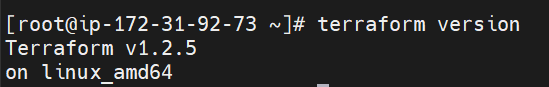 [root@ip-172-31-92-73 ~]# terraform version
Terraform v1.2.5
on linux_amd64